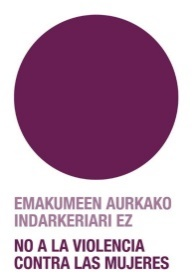 EMAKUMEEN AURKAKO
INDARKERIARI EZ
NO A LA VIOLENCIA
CONTRA LAS MUJERES